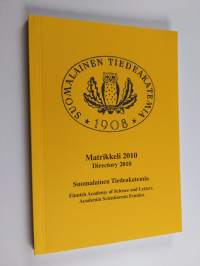 SUOMALAINEN TIEDEAKATEMIA
1908
Matrikkeli 2010
Directory 2010
Suomalainen Tiedeakatemia
Finnish Academy of Science and Letters
Academia Scientiarum Fennica